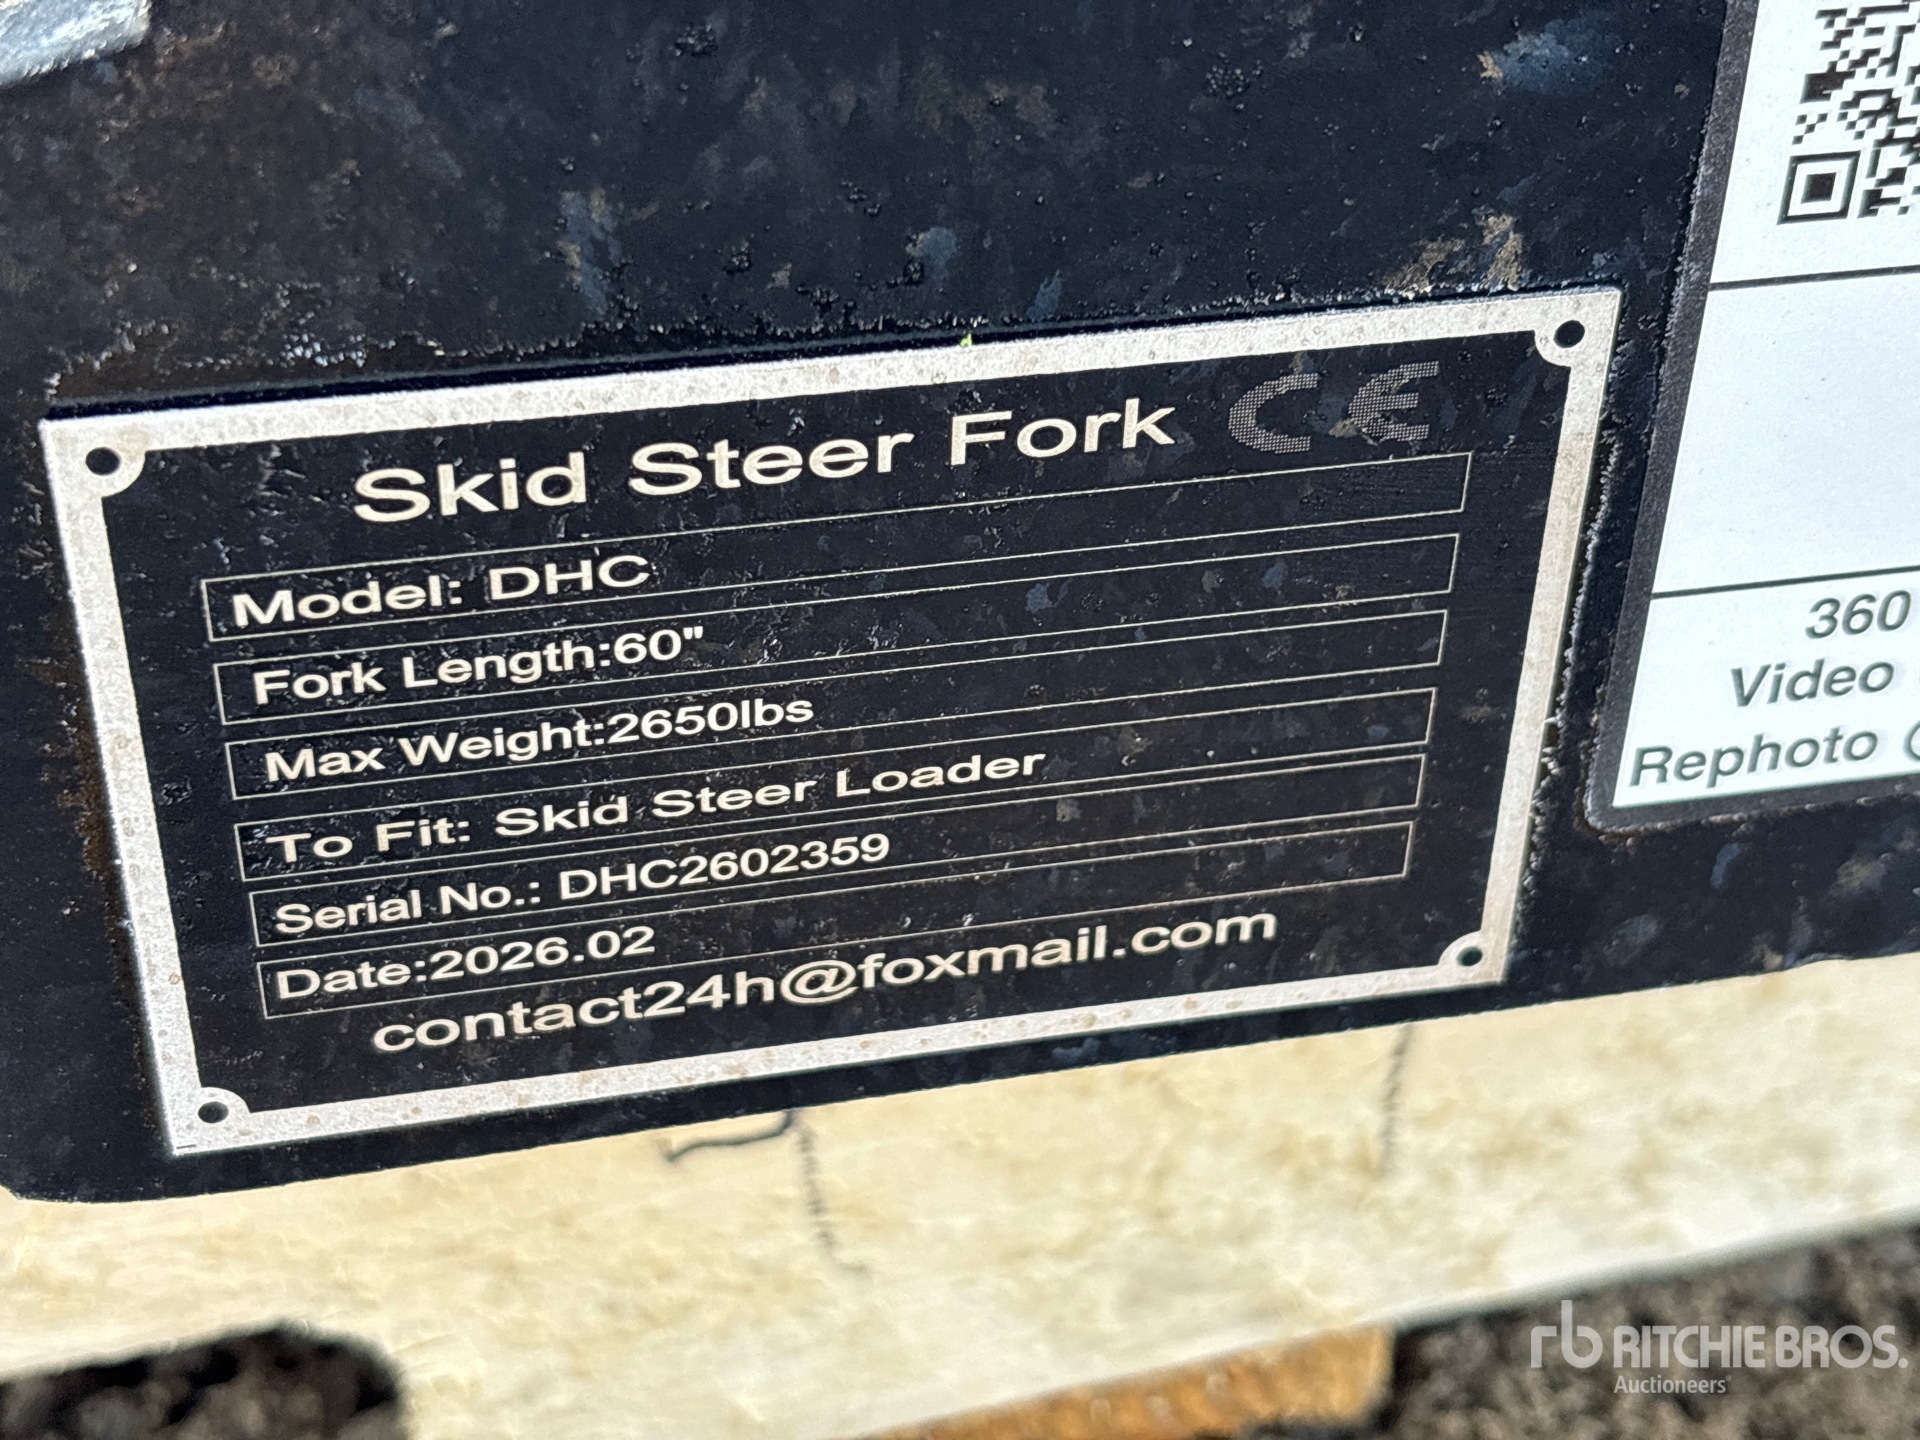 Skid Steer Fork CE
Model: DHC
Fork Length:60"
Max Weight:2650lbs
To Fit: Skid Steer Loader
Serial No.: DHC2602359
Date:2026.02
contact24h@foxmail.com
360
Video
Rephoto
rb RITCHIE BROS.
Auctioneers